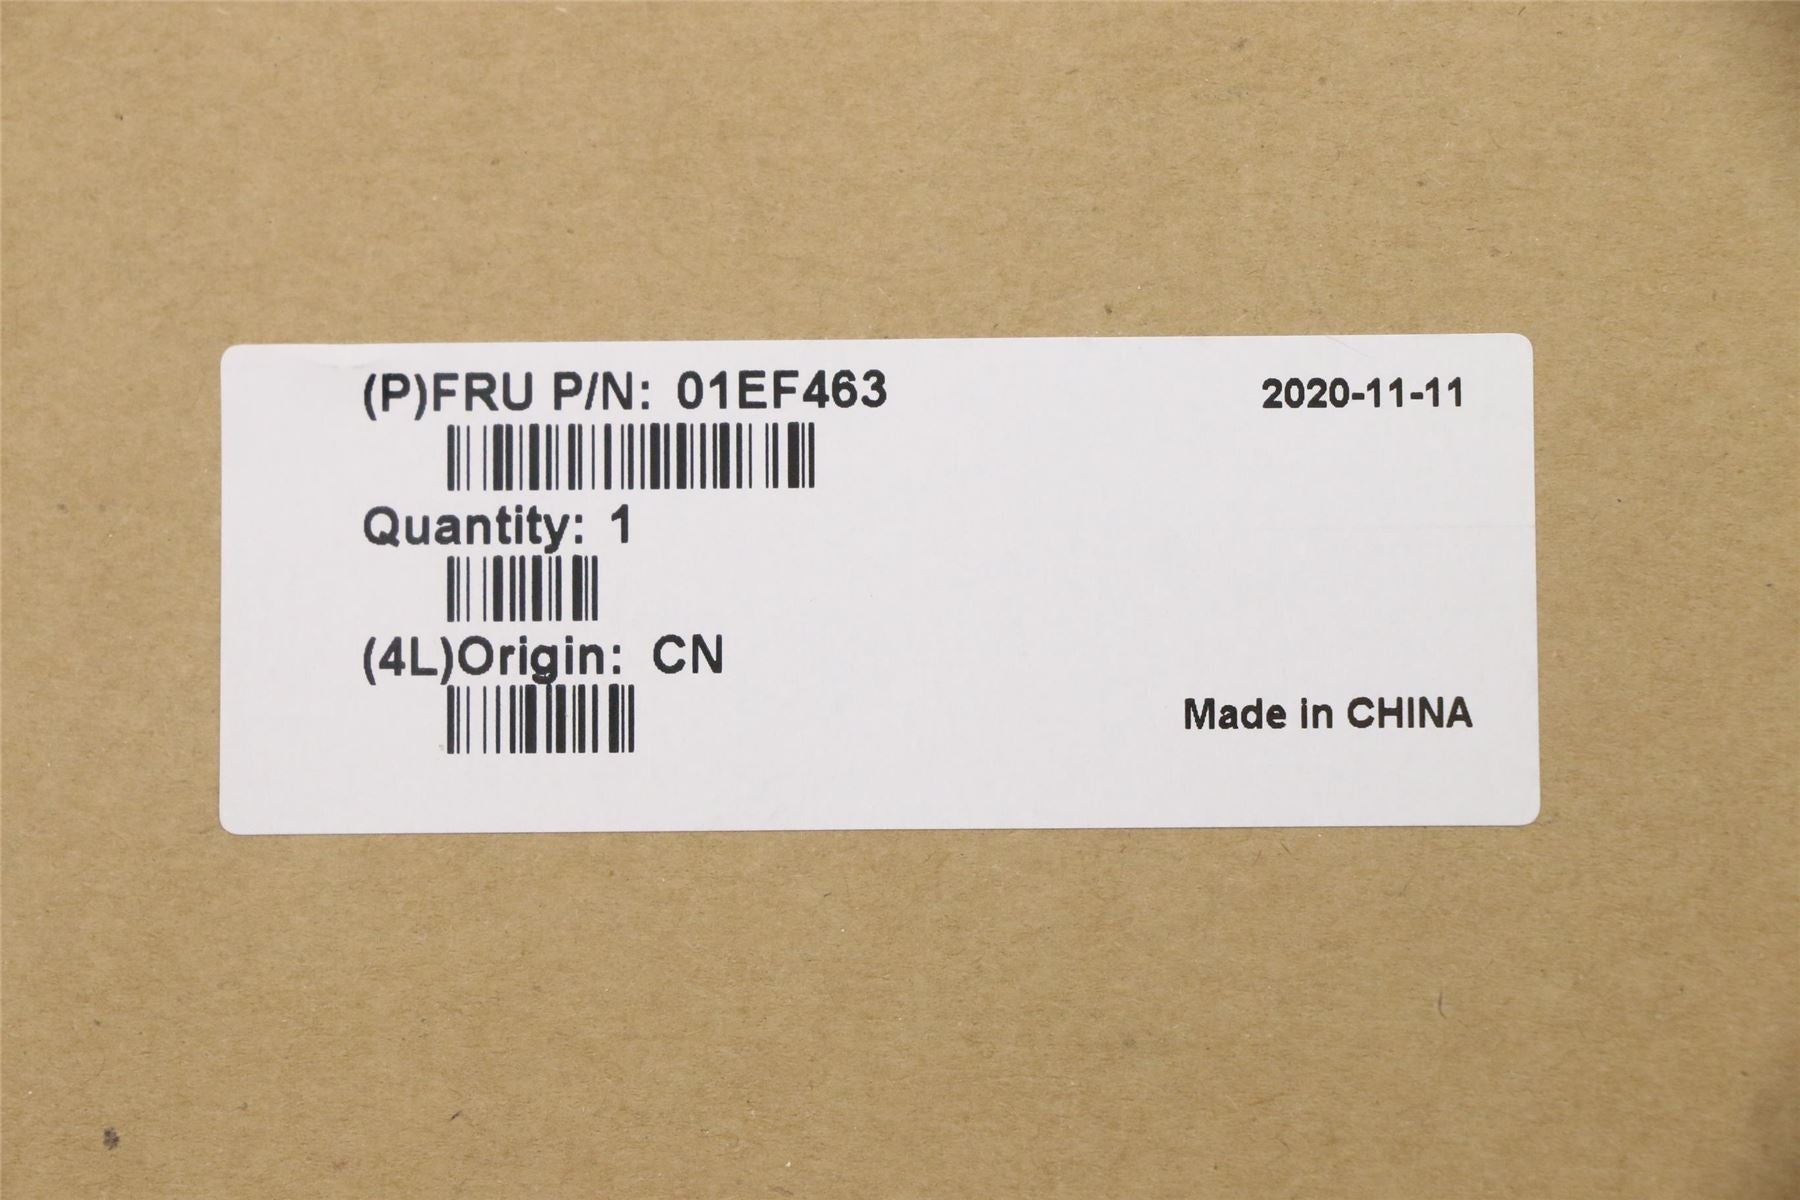 (P)FRU P/N: 01EF463
2020-11-11
Quantity: 1
(4L)Origin: CN
Made in CHINA